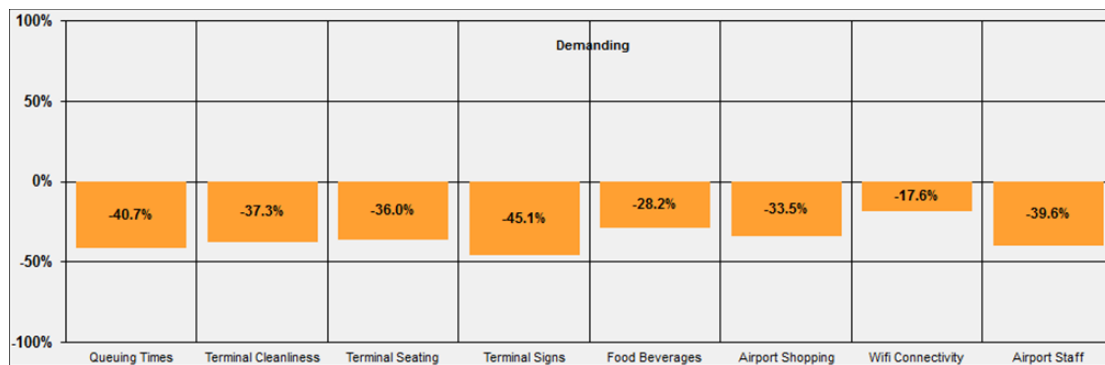 100%
Demanding
50%
0%
-40.7%
-37.3%
-36.0%
-45.1%
-28.2%
-33.5%
-17.6%
-39.6%
-50%
-100%
Queuing Times
Terminal Cleanliness
Terminal Seating
Terminal Signs
Food Beverages
Airport Shopping
Wifi Connectivity
Airport Staff